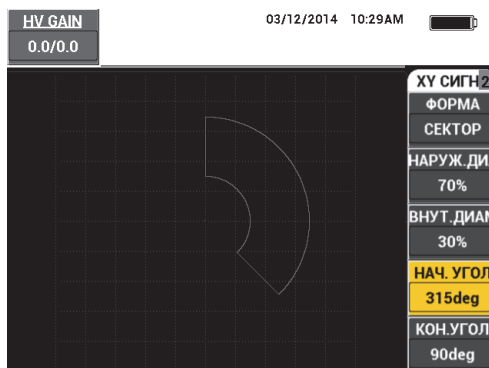 HV GAIN
0.0/0.0
03/12/2014 10:29AM
XY СИГН 2
ФОРМА
СЕКТОР
НАРУЖ.ДИ
70%
ВНУТ.ДИАМ
30%
НАЧ. УГОЛ
315deg
КОН.УГОЛ
90deg